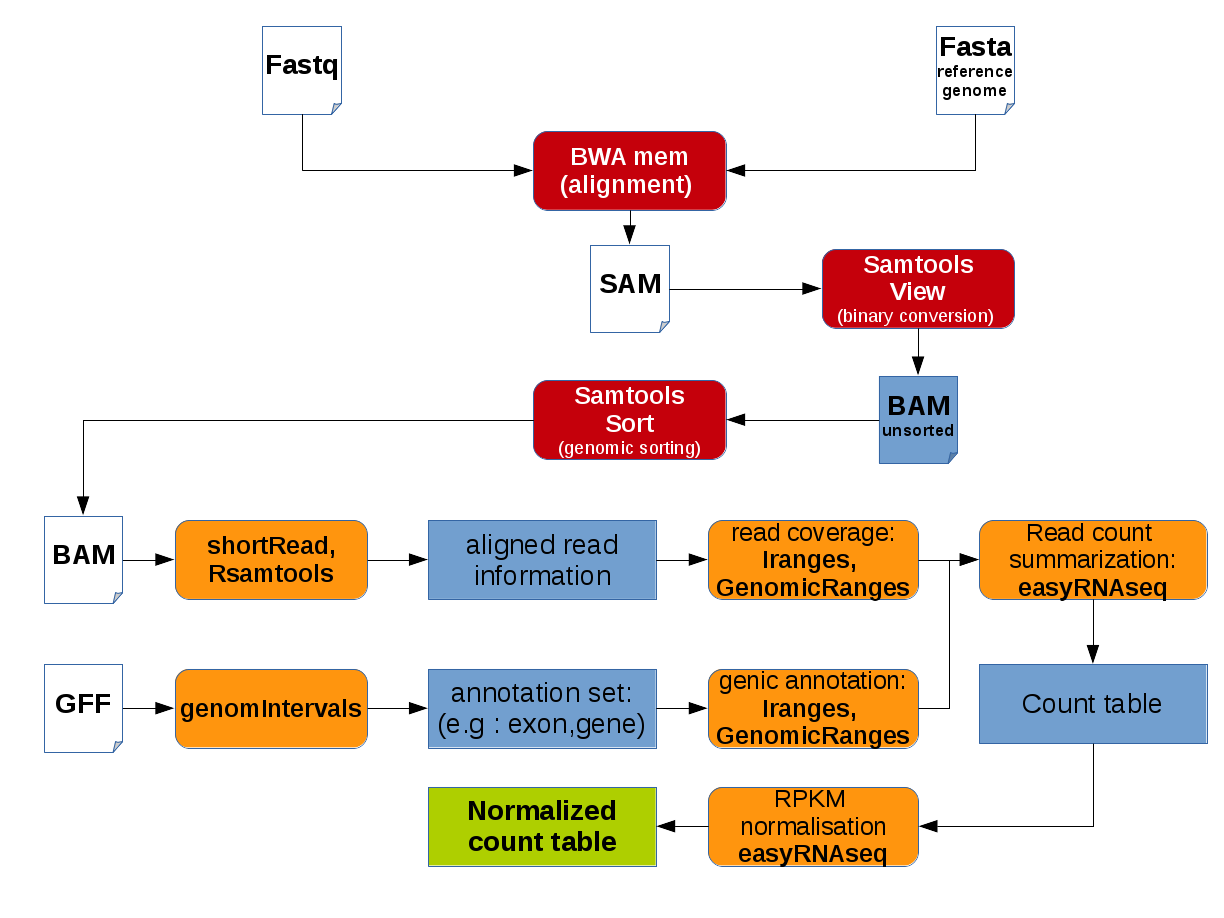 Fastq
Fasta
reference
genome
BWA mem
(alignment)
SAM
Samtools
View
(binary conversion)
BAM
unsorted
Samtools
Sort
(genomic sorting)
BAM
shortRead,
Rsamtools
aligned read
information
read coverage:
Iranges,
GenomicRanges
Read count
summarization:
easyRNAseq
GFF
genomIntervals
annotation set:
(e.g : exon,gene)
genic annotation:
Iranges,
GenomicRanges
Count table
Normalized
count table
RPKM
normalisation
easyRNAseq